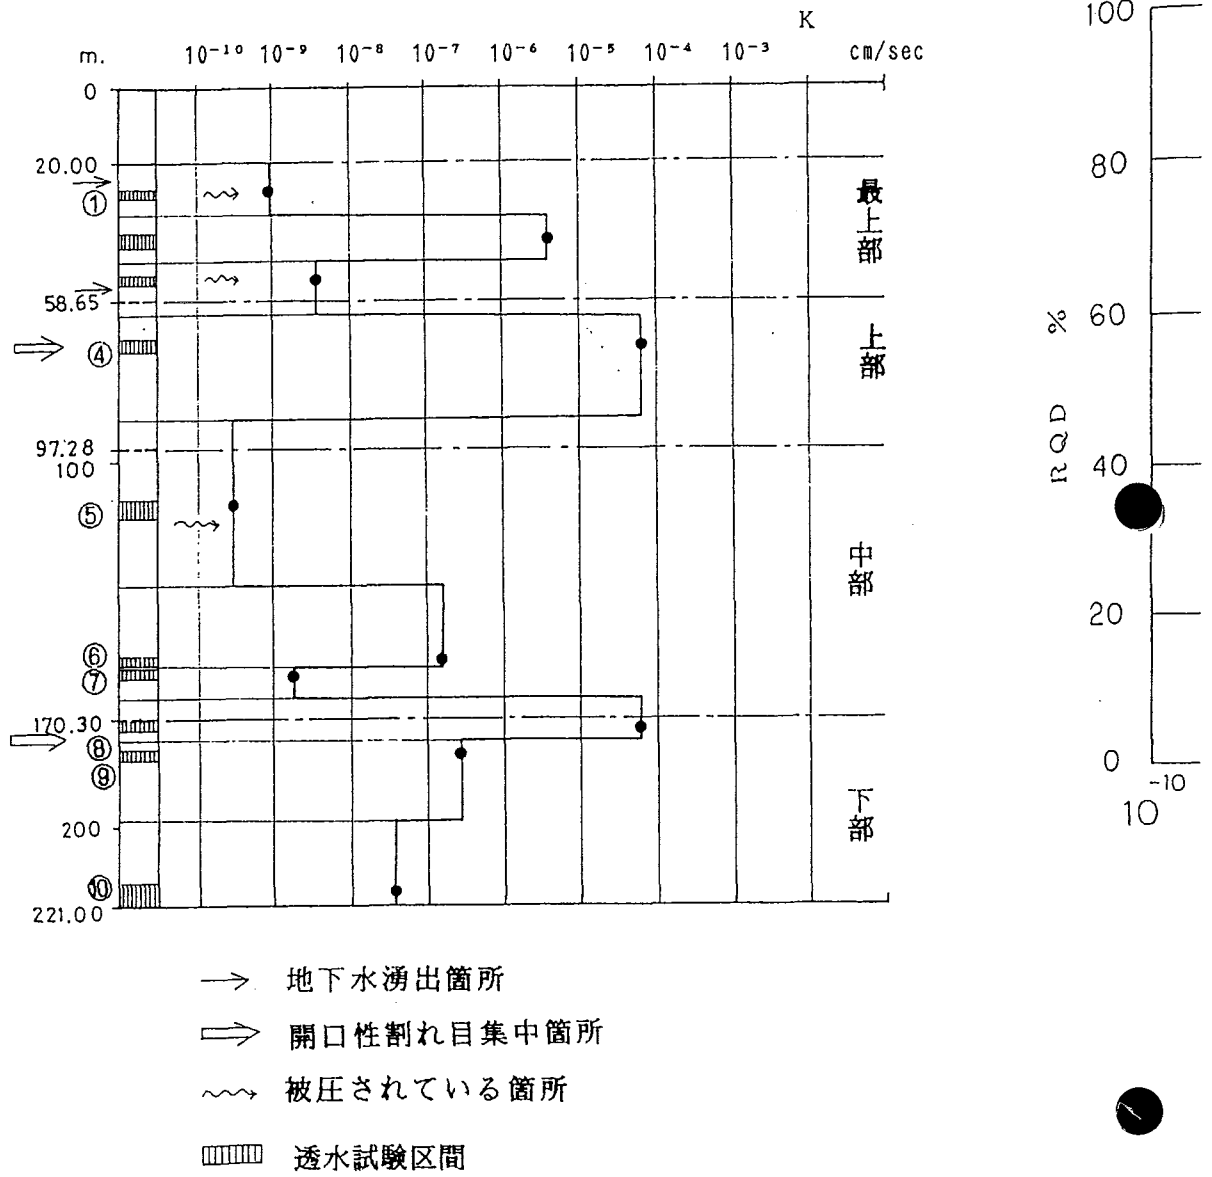 K
m. 10⁻¹⁰ 10⁻⁹ 10⁻⁸ 10⁻⁷ 10⁻⁶ 10⁻⁵ 10⁻⁴ 10⁻³ cm/sec
0
20.00
①
最上部
58.65
④
上部
97.28
100
⑤
中部
⑥
⑦
170.30
⑧
⑨
下部
200
⑩
221.00
地下水湧出箇所
開口性割れ目集中箇所
被圧されている箇所
透水試験区間
100
80
60
40
20
0
RQD %
10⁻¹⁰